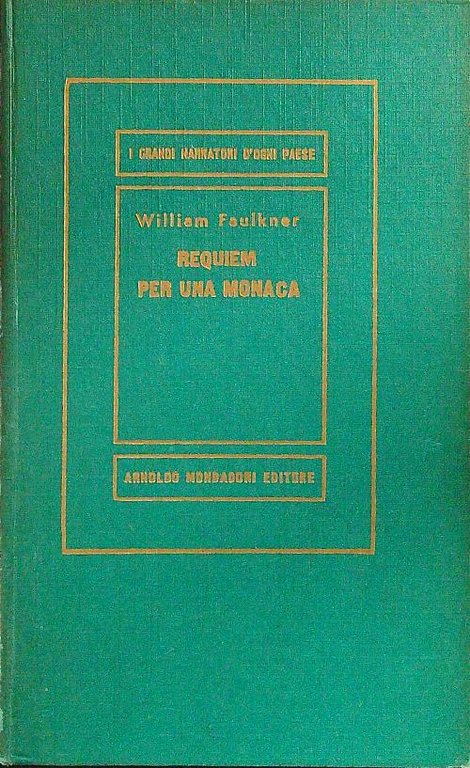 I GRANDI NARRATORI D'OGNI PAESE
William Faulkner
REQUIEM
PER UNA MONACA
ARNOLDO MONDADORI EDITORE